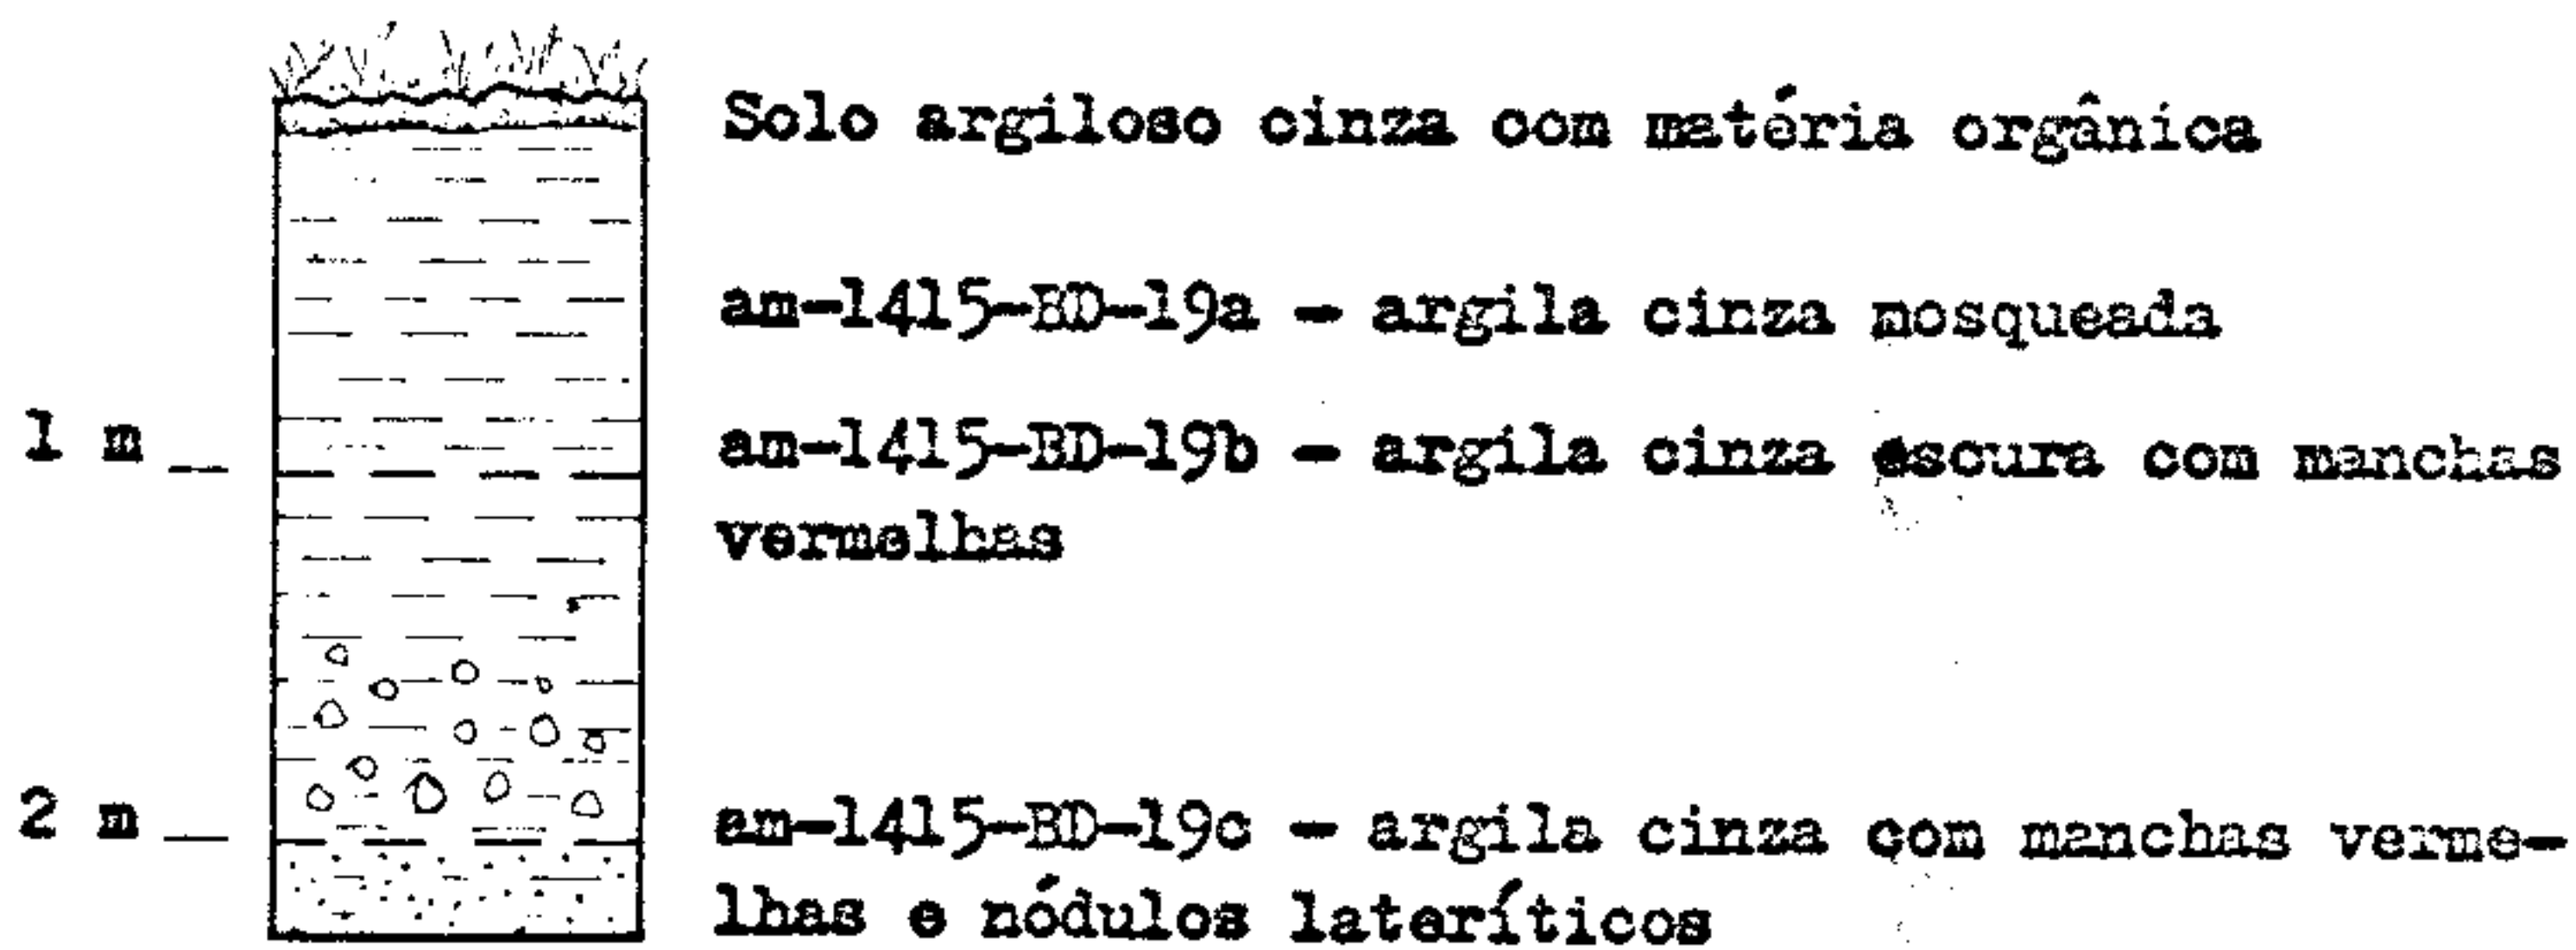 Solo argiloso cinza com matéria orgânica
am-1415-BD-19a - argila cinza mosqueada
1 m
am-1415-BD-19b - argila cinza escura com manchas
vermelhas
2 m
am-1415-BD-19c - argila cinza com manchas verme-
lhas e nódulos lateríticos